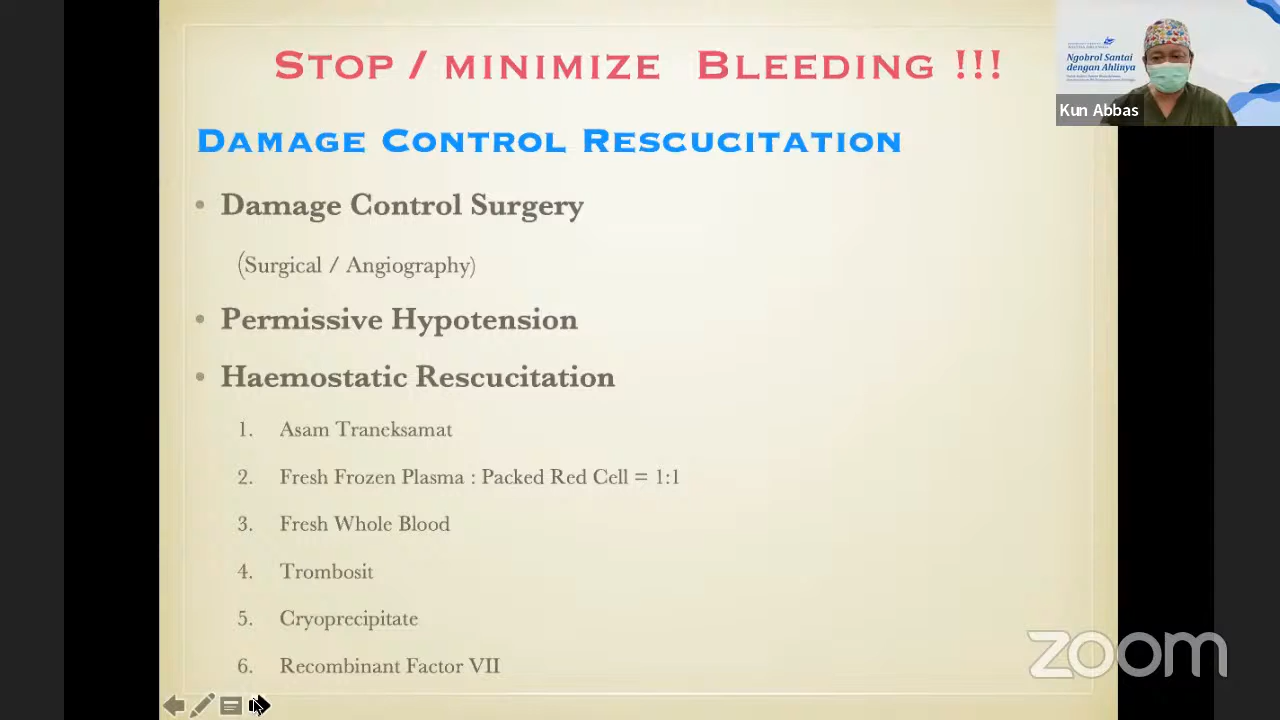 STOP / MINIMIZE BLEEDING !!!
DAMAGE CONTROL RESCUCITATION
• Damage Control Surgery
(Surgical / Angiography)
• Permissive Hypotension
• Haemostatic Rescucitation
1. Asam Traneksamat
2. Fresh Frozen Plasma : Packed Red Cell = 1:1
3. Fresh Whole Blood
4. Trombosit
5. Cryoprecipitate
6. Recombinant Factor VII
Ngobrol Santai
dengan Ahlinya
Kun Abbas
zoom